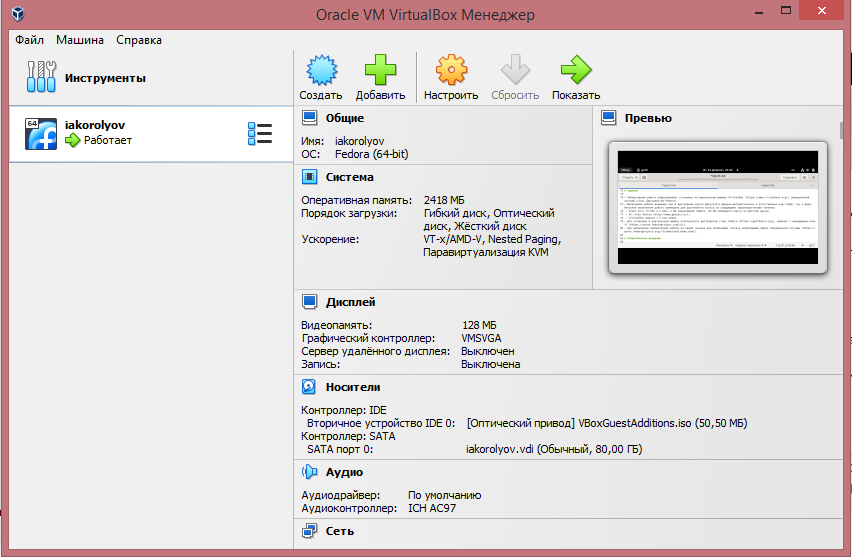 Oracle VM VirtualBox Менеджер
Файл Машина Справка
Инструменты
Создать Добавить Настроить Сбросить Показать
64
iakorolyov
Работает
Общие
Имя: iakorolyov
ОС: Fedora (64-bit)
Превью
Система
Оперативная память: 2418 МБ
Порядок загрузки: Гибкий диск, Оптический
диск, Жёсткий диск
Ускорение: VT-x/AMD-V, Nested Paging,
Паравиртуализация KVM
Дисплей
Видеопамять: 128 МБ
Графический контроллер: VMSVGA
Сервер удалённого дисплея: Выключен
Запись: Выключена
Носители
Контроллер: IDE
Вторичное устройство IDE 0: [Оптический привод] VBoxGuestAdditions.iso (50,50 МБ)
Контроллер: SATA
SATA порт 0: iakorolyov.vdi (Обычный, 80,00 ГБ)
Аудио
Аудиодрайвер: По умолчанию
Аудиоконтроллер: ICH AC97
Сеть